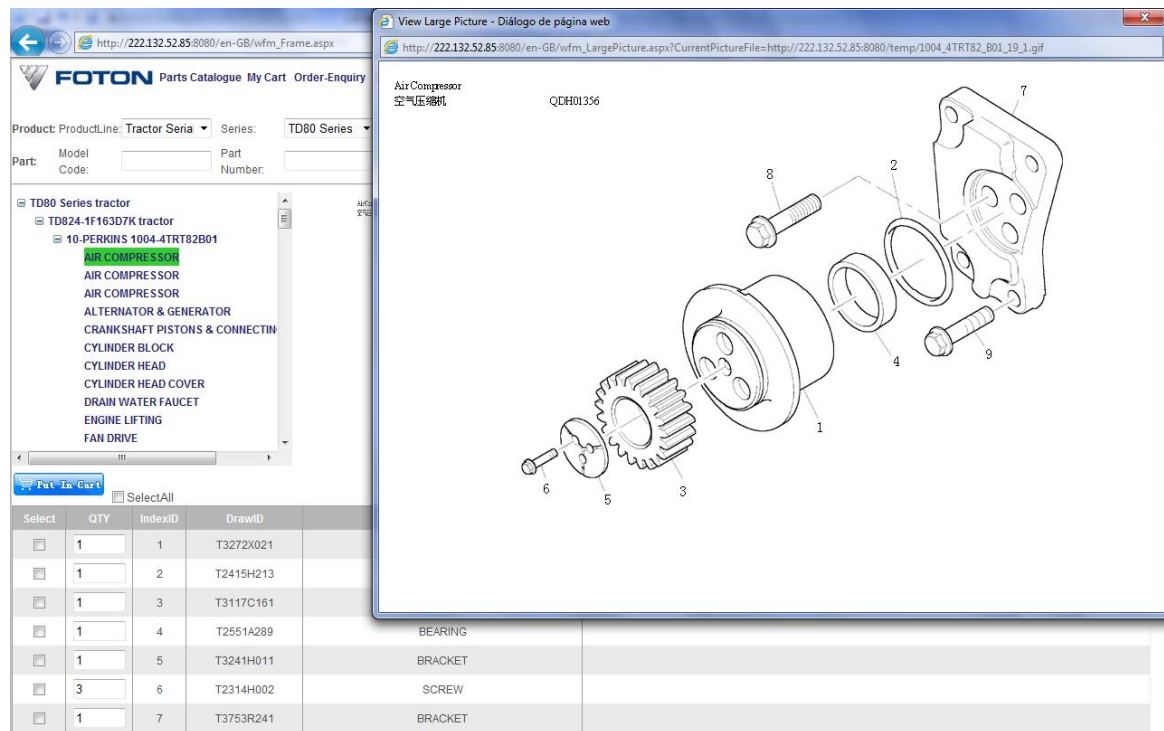 View Large Picture - Diálogo de página web
http://222.132.52.85:8080/en-GB/wfm_Frame.aspx
http://222.132.52.85:8080/en-GB/wfm_LargePicture.aspx?CurrentPictureFile=http://222.132.52.85:8080/temp/1004_4TRT82_B01_19_1.gif
FOTON Parts Catalogue My Cart Order-Enquiry
Product: ProductLine: Tractor Seria Series: TD80 Series
Part: Model Code: Part Number:
TD80 Series tractor
TD824-1F163D7K tractor
10-PERKINS 1004-4TRT82B01
AIR COMPRESSOR
AIR COMPRESSOR
AIR COMPRESSOR
ALTERNATOR & GENERATOR
CRANKSHAFT PISTONS & CONNECTIN
CYLINDER BLOCK
CYLINDER HEAD
CYLINDER HEAD COVER
DRAIN WATER FAUCET
ENGINE LIFTING
FAN DRIVE
Air Compressor
空气压缩机 QDH01356
7
2
8
4
9
1
3
5
6
Put In Cart
SelectAll
Select QTY IndexID DrawID
1 1 T3272X021
1 2 T2415H213
1 3 T3117C161
1 4 T2551A289 BEARING
1 5 T3241H011 BRACKET
3 6 T2314H002 SCREW
1 7 T3753R241 BRACKET